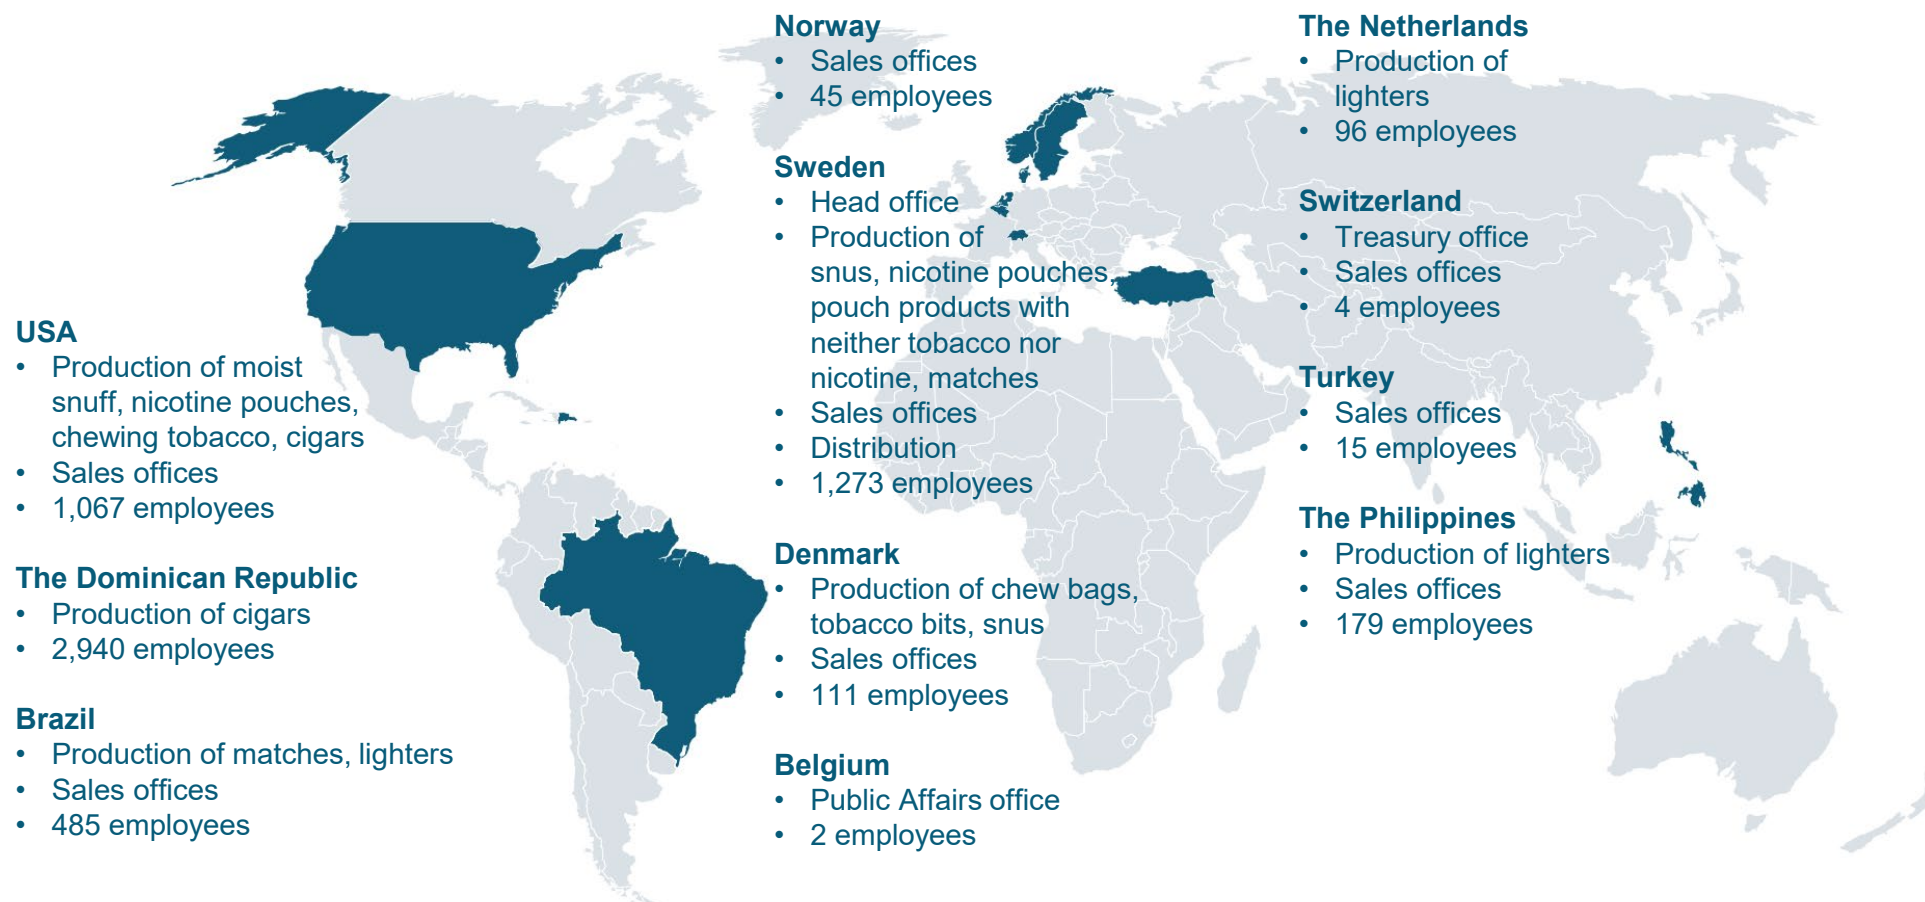 USA
• Production of moist
snuff, nicotine pouches,
chewing tobacco, cigars
• Sales offices
• 1,067 employees
The Dominican Republic
• Production of cigars
• 2,940 employees
Brazil
• Production of matches, lighters
• Sales offices
• 485 employees
Norway
• Sales offices
• 45 employees
Sweden
• Head office
• Production of
snus, nicotine pouches,
pouch products with
neither tobacco nor
nicotine, matches
• Sales offices
• Distribution
• 1,273 employees
Denmark
• Production of chew bags,
tobacco bits, snus
• Sales offices
• 111 employees
Belgium
• Public Affairs office
• 2 employees
The Netherlands
• Production of
lighters
• 96 employees
Switzerland
• Treasury office
• Sales offices
• 4 employees
Turkey
• Sales offices
• 15 employees
The Philippines
• Production of lighters
• Sales offices
• 179 employees